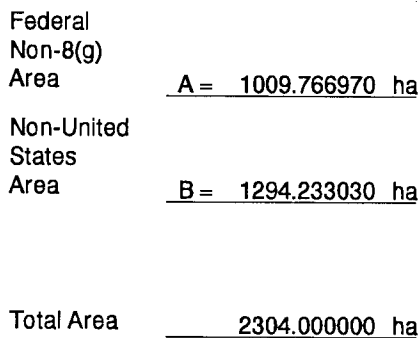 Federal
Non-8(g)
Area A = 1009.766970 ha
Non-United
States
Area B = 1294.233030 ha
Total Area 2304.000000 ha